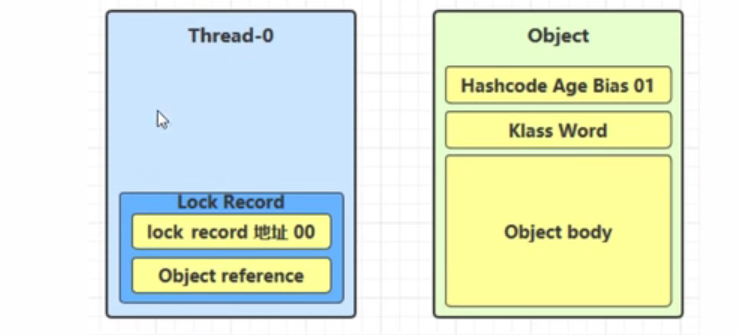 Thread-0
Lock Record
lock record 地址 00
Object reference
Object
Hashcode Age Bias 01
Klass Word
Object body